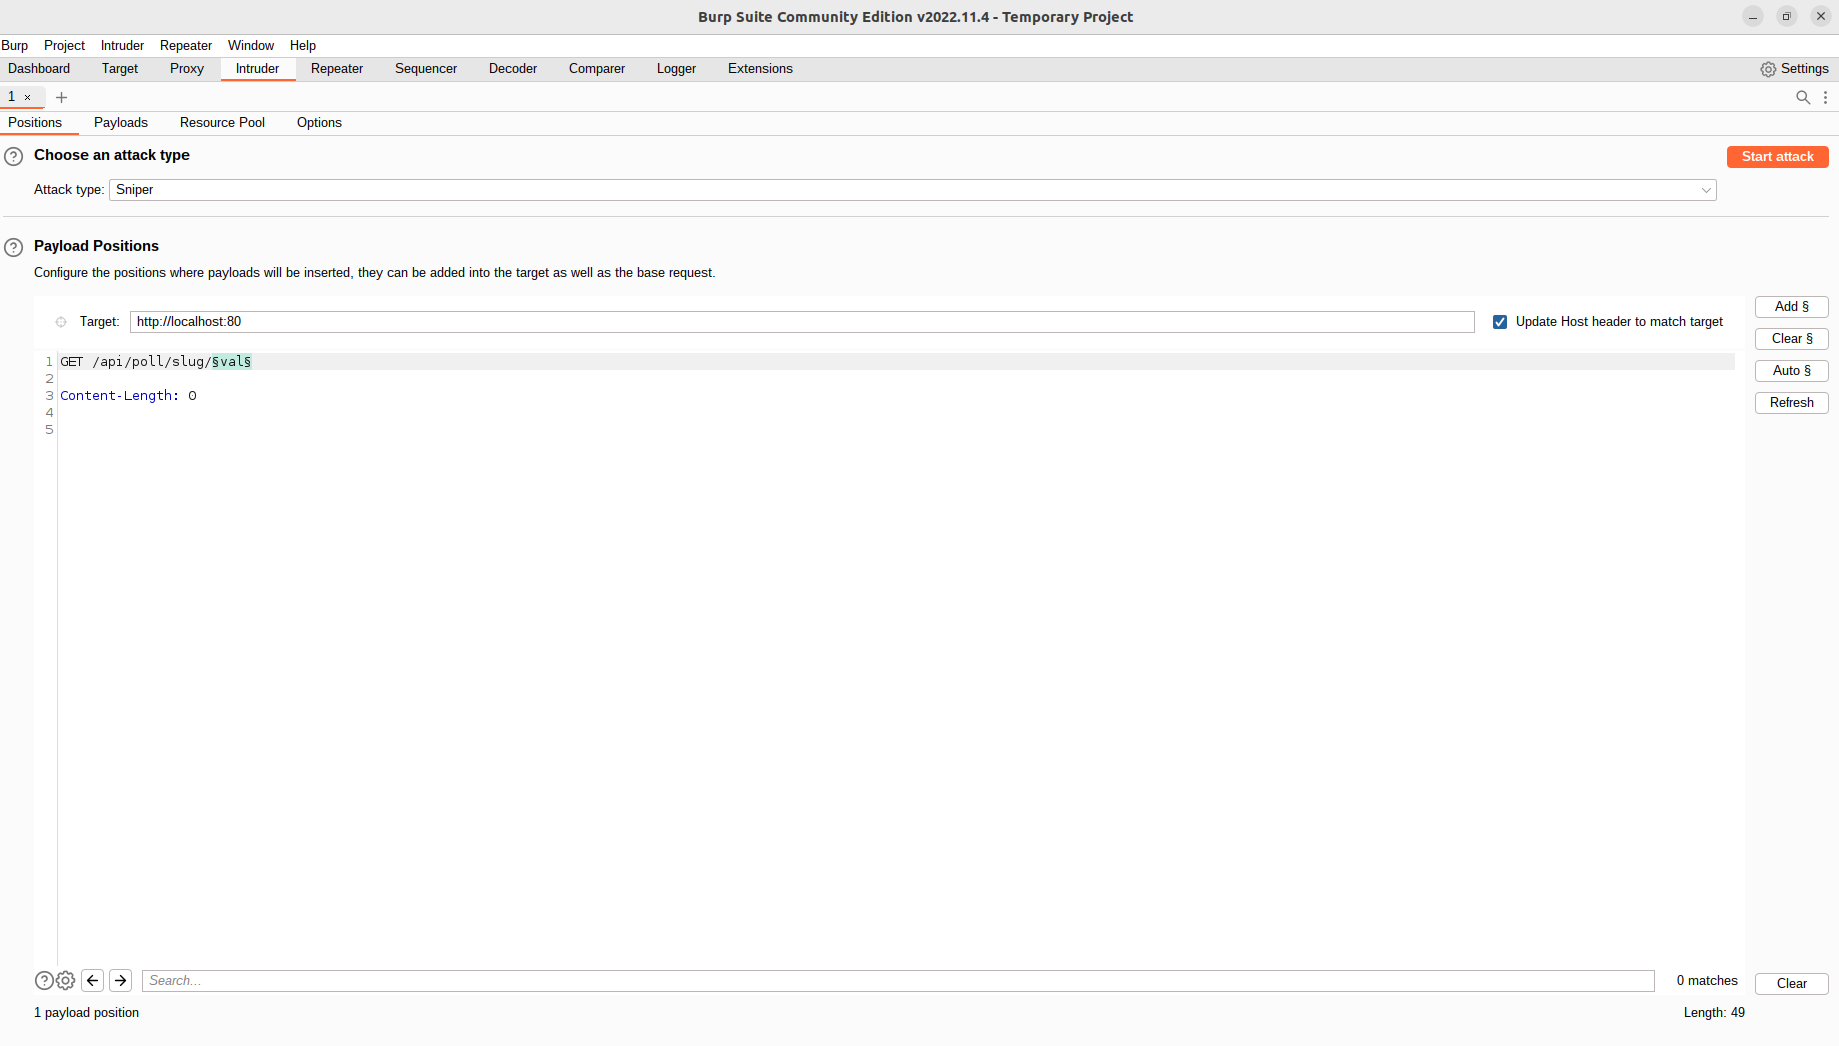 Burp Suite Community Edition v2022.11.4 - Temporary Project
Burp Project Intruder Repeater Window Help
Dashboard Target Proxy Intruder Repeater Sequencer Decoder Comparer Logger Extensions Settings
1 × +
Positions Payloads Resource Pool Options
? Choose an attack type
Start attack
Attack type: Sniper
? Payload Positions
Configure the positions where payloads will be inserted, they can be added into the target as well as the base request.
Target: http://localhost:80 Update Host header to match target
Add §
Clear §
Auto §
Refresh
1 GET /api/poll/slug/§val§
2
3 Content-Length: 0
4
5
? Search... 0 matches
Clear
1 payload position Length: 49